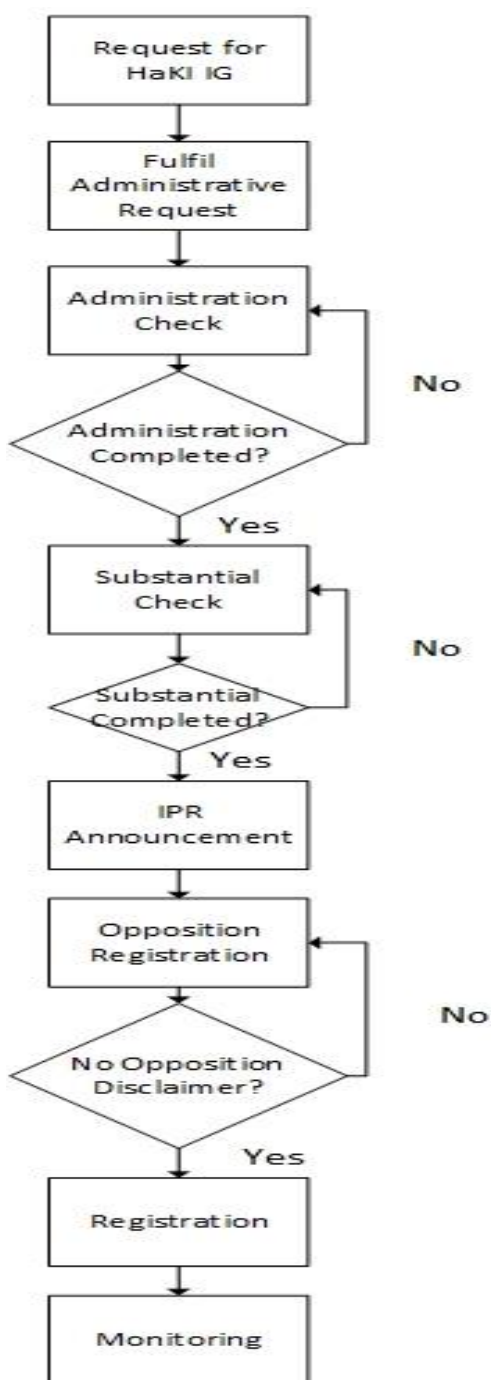 Request for
HaKI IG
Fulfil
Administrative
Request
Administration
Check
No
Administration
Completed?
Yes
Substantial
Check
No
Substantial
Completed?
Yes
IPR
Announcement
Opposition
Registration
No
No Opposition
Disclaimer?
Yes
Registration
Monitoring